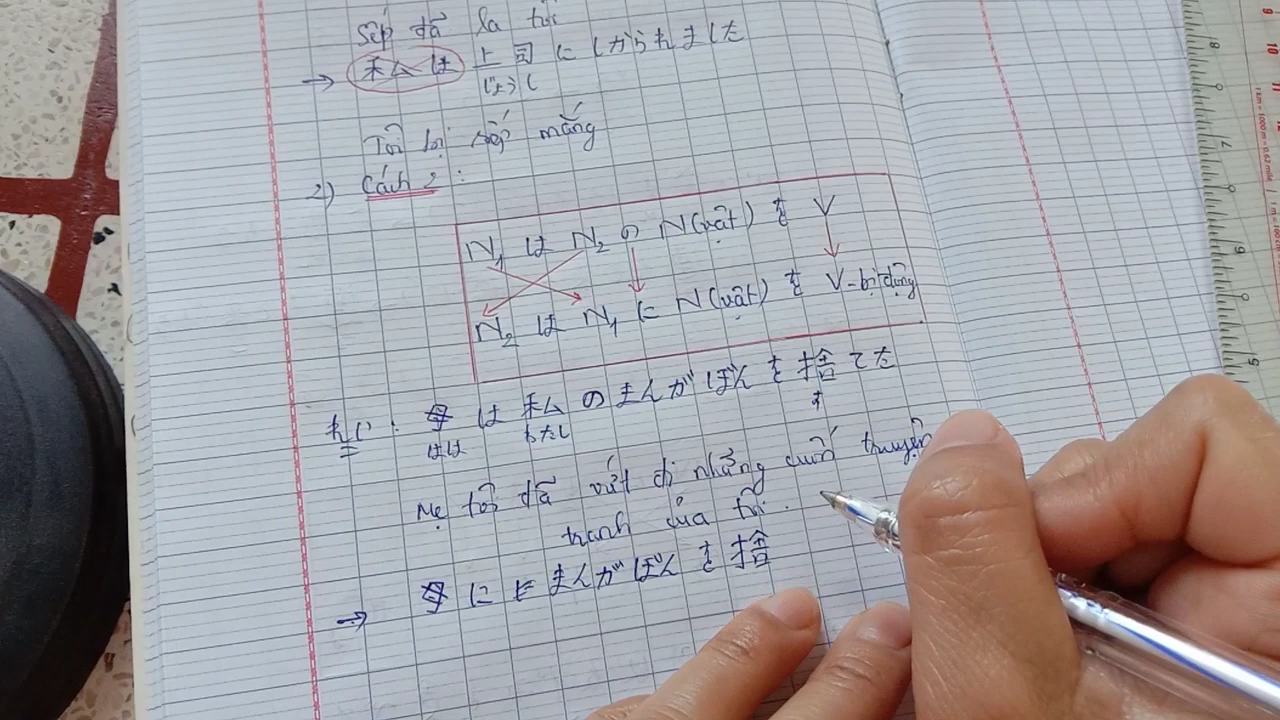 Sếp đã la tôi
→ 私は 上司にしかられました
じょうし
Tôi bị sếp mắng
2) Cách 2 :
N1 は N2 の N(vật) を V
N2 は N1 に N(vật) を V-bị động
れい : 母は私のまんがぼんを捨てた
はは わたし す
Mẹ tôi đã vứt đi những cuốn truyện
tranh của tôi.
→ 母に まんがぼんを捨